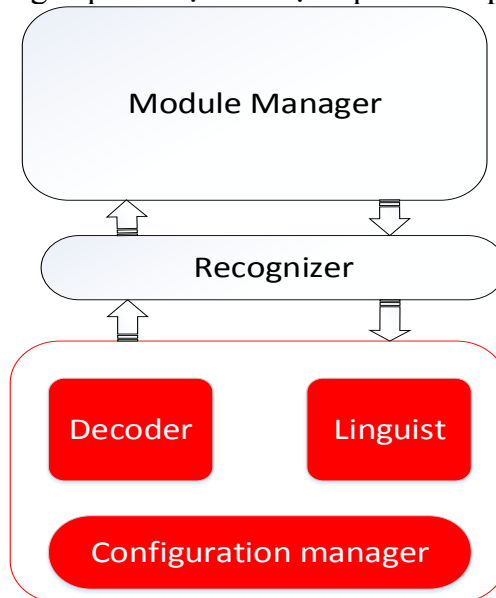 Module Manager
Recognizer
Decoder
Linguist
Configuration manager